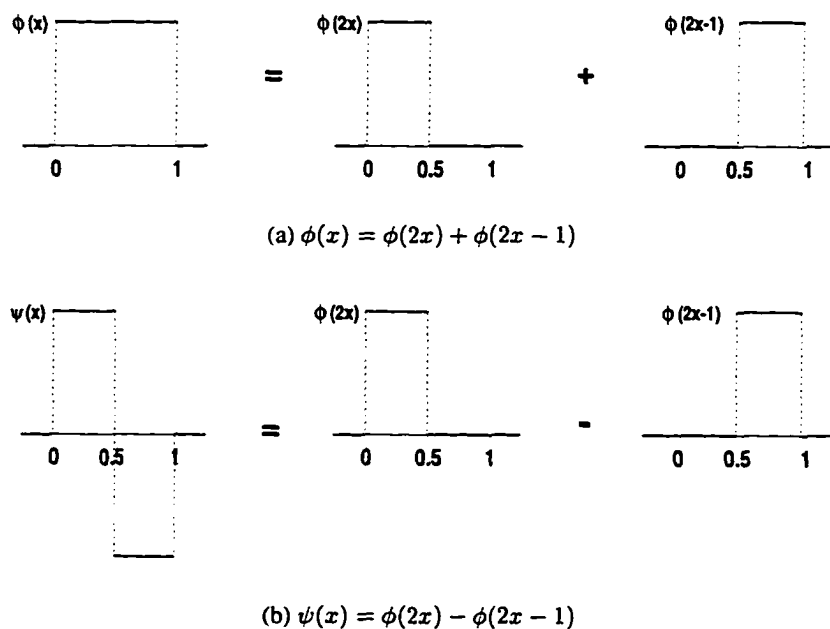 ϕ(x) = ϕ(2x) + ϕ(2x-1)
0 1 0 0.5 1 0 0.5 1
(a) ϕ(x) = ϕ(2x) + ϕ(2x − 1)
ψ(x) = ϕ(2x) - ϕ(2x-1)
0 0.5 1 0 0.5 1 0 0.5 1
(b) ψ(x) = ϕ(2x) − ϕ(2x − 1)